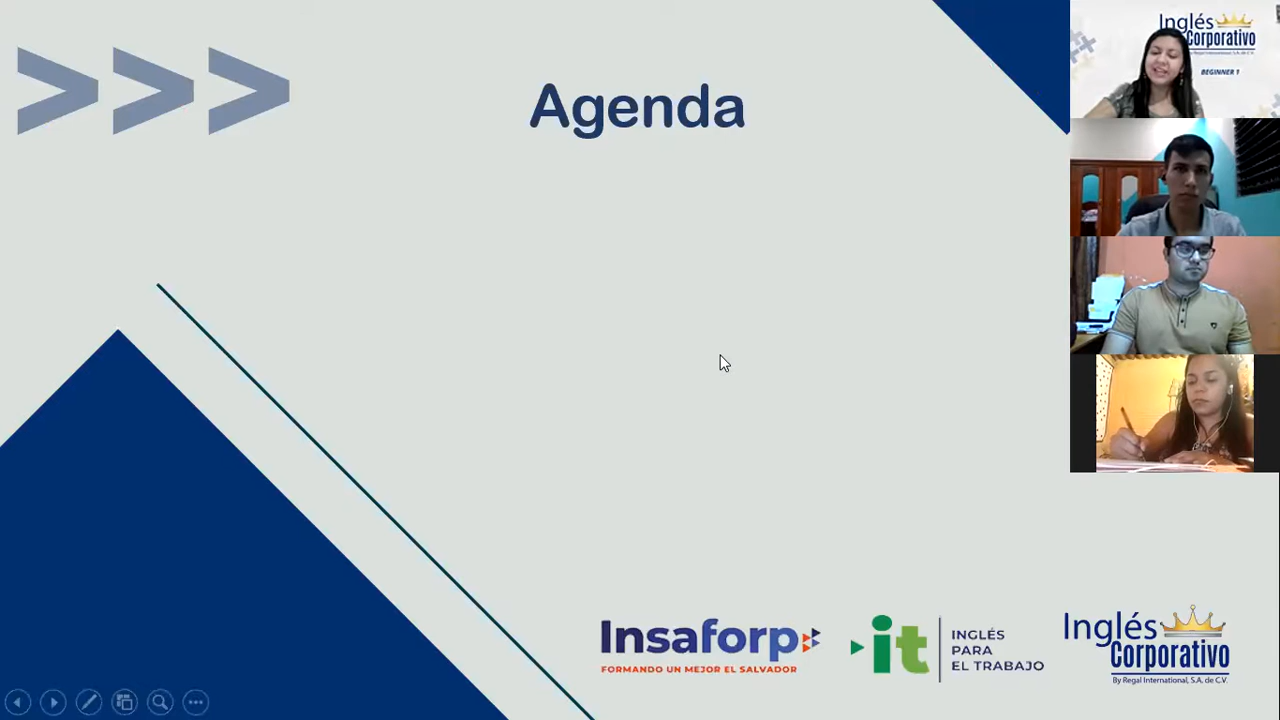 >>>
Agenda
Inglés
Corporativo
By Regal International, S.A. de C.V.
BEGINNER 1
Insaforp
FORMANDO UN MEJOR EL SALVADOR
it
INGLÉS
PARA
EL TRABAJO
Inglés
Corporativo
By Regal International, S.A. de C.V.